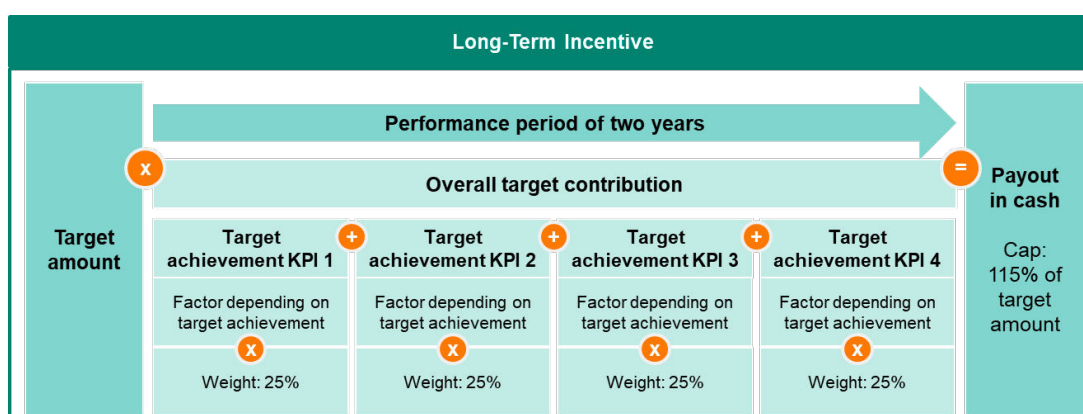 Long-Term Incentive
Performance period of two years
x
=
Overall target contribution
Target
amount
Payout
in cash
Cap:
115% of
target
amount
Target
achievement KPI 1
+
Target
achievement KPI 2
+
Target
achievement KPI 3
+
Target
achievement KPI 4
Factor depending on
target achievement
Factor depending on
target achievement
Factor depending on
target achievement
Factor depending on
target achievement
x
x
x
x
Weight: 25%
Weight: 25%
Weight: 25%
Weight: 25%